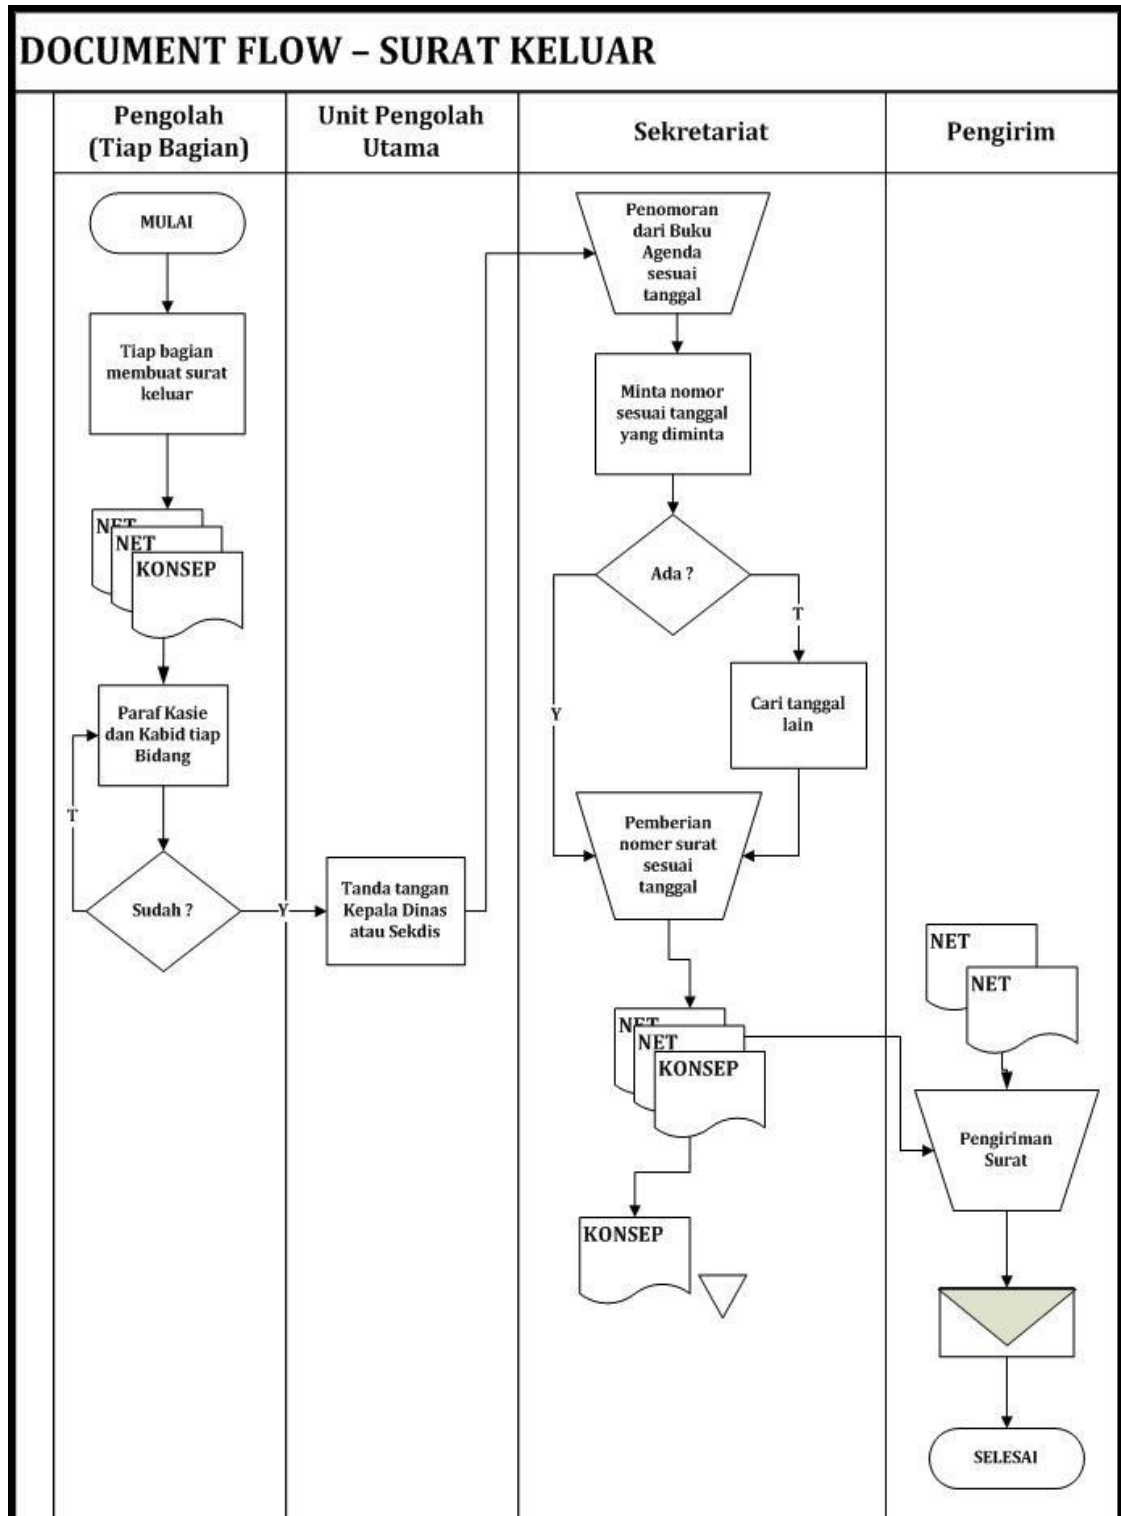 DOCUMENT FLOW – SURAT KELUAR
Pengolah
(Tiap Bagian)
Unit Pengolah
Utama
Sekretariat
Pengirim
MULAI
Tiap bagian
membuat surat
keluar
NET
NET
KONSEP
Paraf Kasie
dan Kabid tiap
Bidang
T
Sudah ?
Y
Tanda tangan
Kepala Dinas
atau Sekdis
Penomoran
dari Buku
Agenda
sesuai
tanggal
Minta nomor
sesuai tanggal
yang diminta
Ada ?
T
Y
Cari tanggal
lain
Pemberian
nomer surat
sesuai
tanggal
NET
NET
KONSEP
KONSEP
NET
NET
Pengiriman
Surat
SELESAI